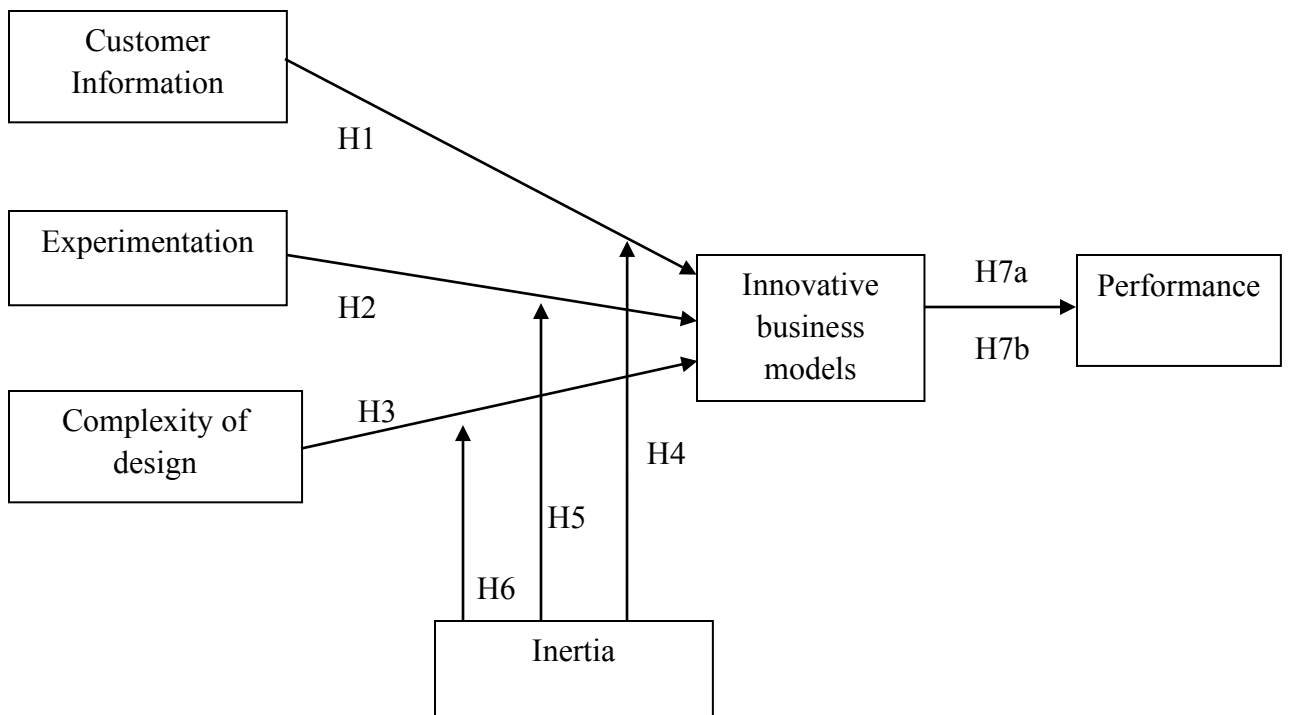 Customer
Information
H1
Experimentation
H2
Innovative
business
models
H7a
H7b
Performance
Complexity of
design
H3
H4
H5
H6
Inertia